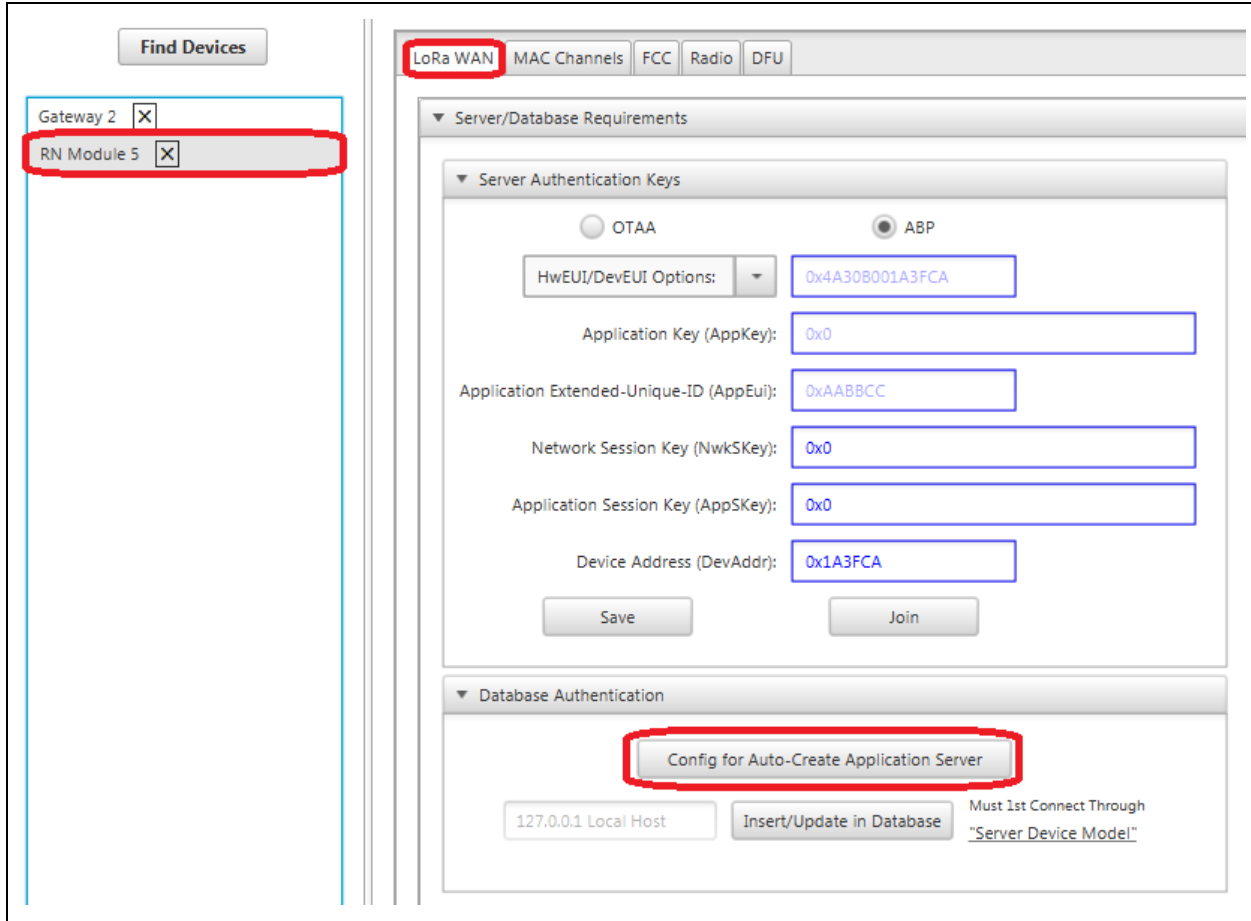 Find Devices
Gateway 2
RN Module 5
LoRa WAN MAC Channels FCC Radio DFU
Server/Database Requirements
Server Authentication Keys
OTAA ABP
HwEUI/DevEUI Options: 0x4A30B001A3FCA
Application Key (AppKey): 0x0
Application Extended-Unique-ID (AppEui): 0xAABBCC
Network Session Key (NwkSKey): 0x0
Application Session Key (AppSKey): 0x0
Device Address (DevAddr): 0x1A3FCA
Save Join
Database Authentication
Config for Auto-Create Application Server
127.0.0.1 Local Host Insert/Update in Database Must 1st Connect Through
"Server Device Model"